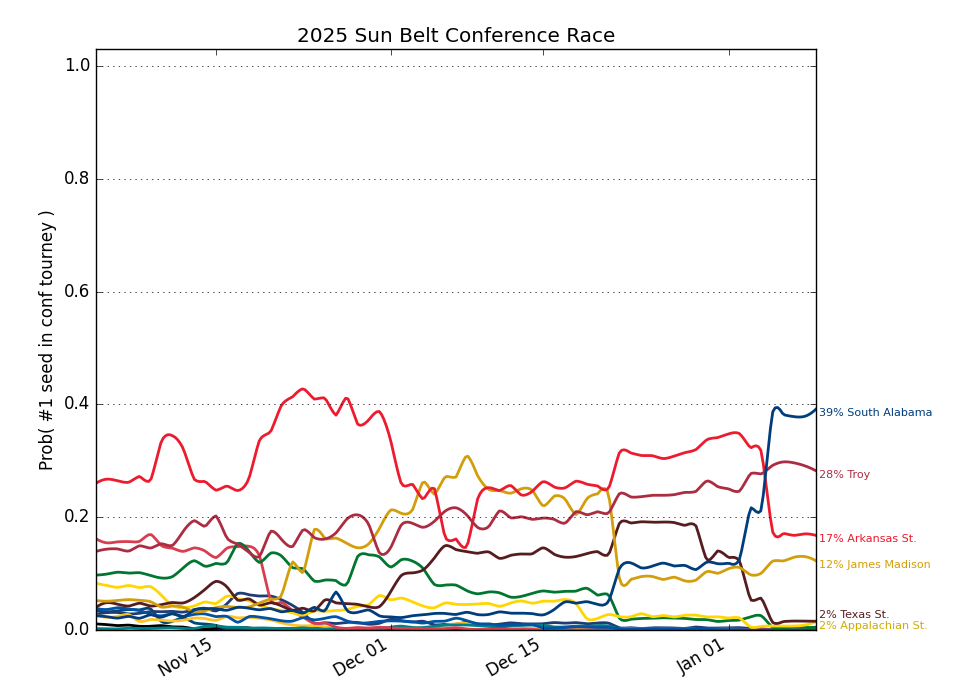 2025 Sun Belt Conference Race
Prob( #1 seed in conf tourney )
1.0
0.8
0.6
0.4
0.2
0.0
39% South Alabama
28% Troy
17% Arkansas St.
12% James Madison
2% Texas St.
2% Appalachian St.
Nov 15
Dec 01
Dec 15
Jan 01